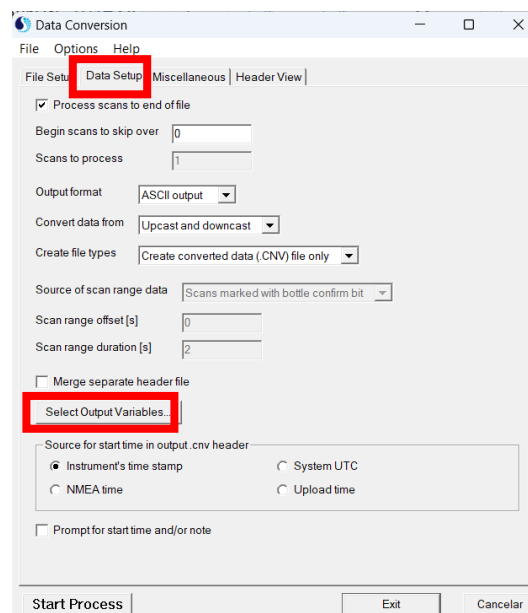 Data Conversion
File Options Help
File Setu Data Setup Miscellaneous Header View
Process scans to end of file
Begin scans to skip over 0
Scans to process 1
Output format ASCII output
Convert data from Upcast and downcast
Create file types Create converted data (.CNV) file only
Source of scan range data Scans marked with bottle confirm bit
Scan range offset [s] 0
Scan range duration [s] 2
Merge separate header file
Select Output Variables...
Source for start time in output .cnv header
Instrument's time stamp System UTC
NMEA time Upload time
Prompt for start time and/or note
Start Process Exit Cancelar